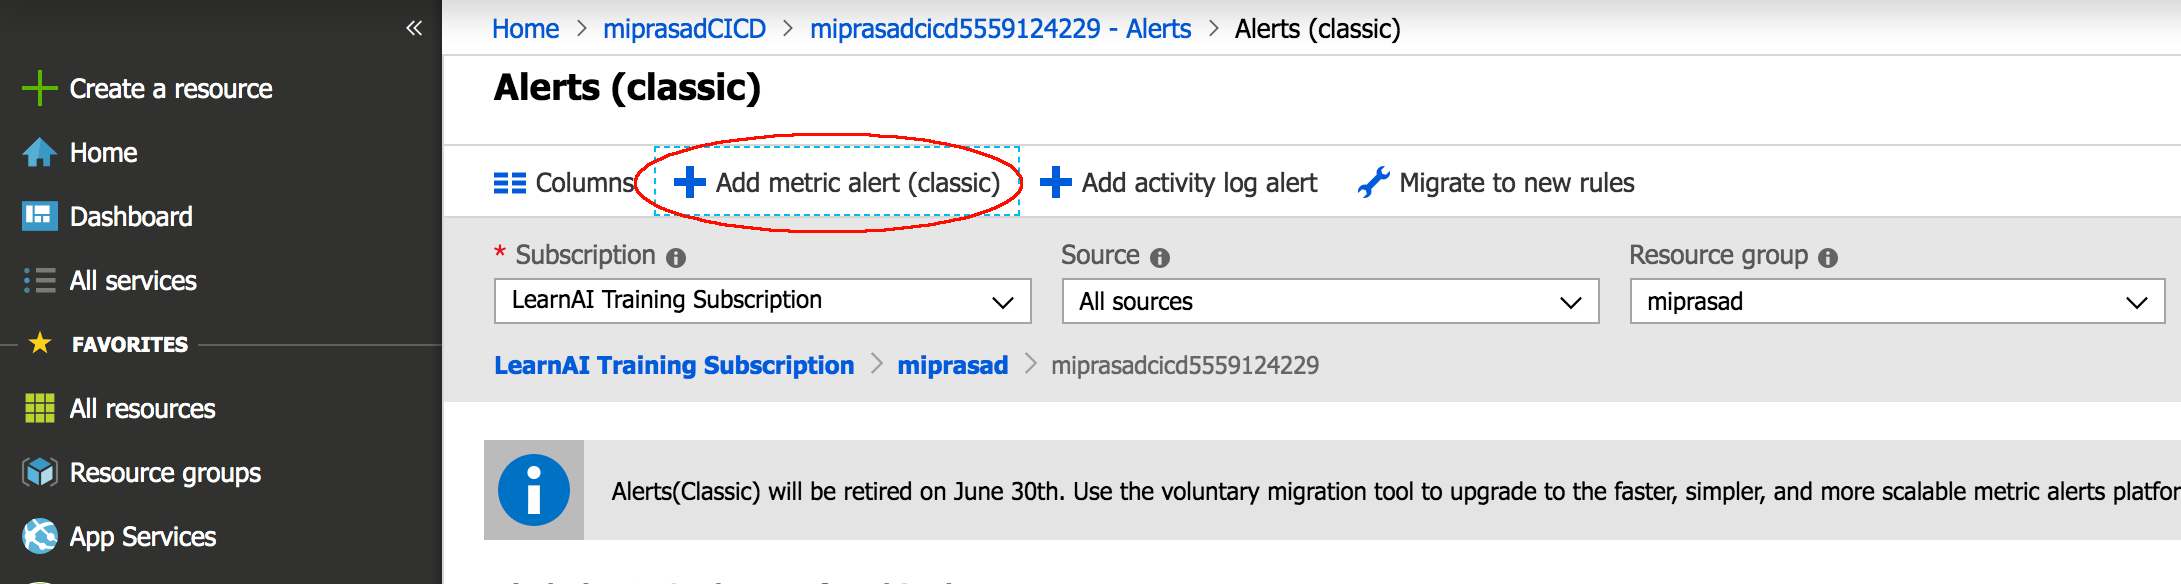 «
Create a resource
Home
Dashboard
All services
FAVORITES
All resources
Resource groups
App Services
Home > miprasadCICD > miprasadcicd5559124229 - Alerts > Alerts (classic)
Alerts (classic)
Columns Add metric alert (classic) Add activity log alert Migrate to new rules
* Subscription Source Resource group
LearnAI Training Subscription All sources miprasad
LearnAI Training Subscription > miprasad > miprasadcicd5559124229
Alerts(Classic) will be retired on June 30th. Use the voluntary migration tool to upgrade to the faster, simpler, and more scalable metric alerts platfor